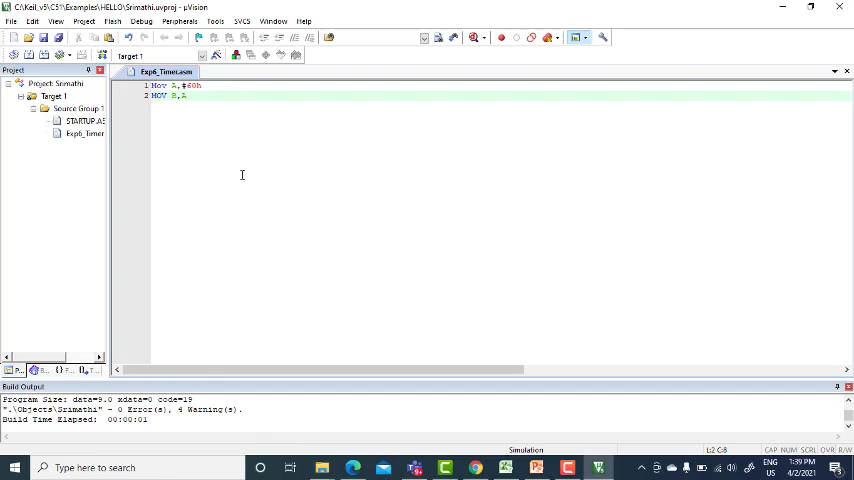 C:\Keil_v5\C51\Examples\HELLO\Srimathi.uvproj - µVision
File Edit View Project Flash Debug Peripherals Tools SVCS Window Help
Target 1
Project
Exp6_Timer.asm
Project: Srimathi
Target 1
Source Group 1
STARTUP.A5
Exp6_Timer
1 Mov A,#60h
2 MOV B,A
P... B... {} F... T...
Build Output
Program Size: data=9.0 xdata=0 code=19
".\Objects\Srimathi" - 0 Error(s), 4 Warning(s).
Build Time Elapsed: 00:00:01
Simulation
L:2 C:8
CAP NUM SCRL OVR R/W
Type here to search
ENG
US
1:39 PM
4/2/2021